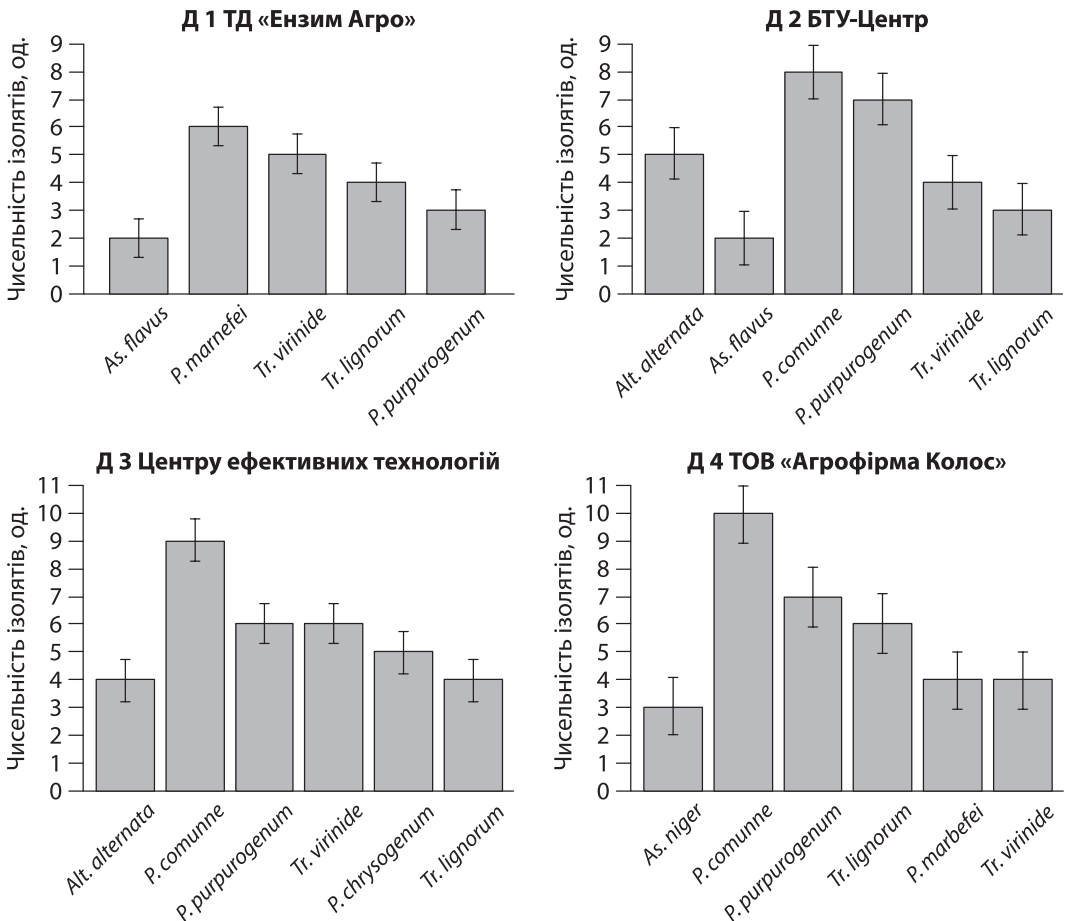 Д 1 ТД «Ензим Агро»
Чисельність ізолятів, од.
9
8
7
6
5
4
3
2
1
0
As. flavus
P. marnefei
Tr. virinide
Tr. lignorum
P. purpurogenum
Д 2 БТУ-Центр
Чисельність ізолятів, од.
9
8
7
6
5
4
3
2
1
0
Alt. alternata
As. flavus
P. comunne
P. purpurogenum
Tr. virinide
Tr. lignorum
Д 3 Центру ефективних технологій
Чисельність ізолятів, од.
11
10
9
8
7
6
5
4
3
2
1
0
Alt. alternata
P. comunne
P. purpurogenum
Tr. virinide
P. chrysogenum
Tr. lignorum
Д 4 ТОВ «Агрофірма Колос»
Чисельність ізолятів, од.
11
10
9
8
7
6
5
4
3
2
1
0
As. niger
P. comunne
P. purpurogenum
Tr. lignorum
P. marbefei
Tr. virinide